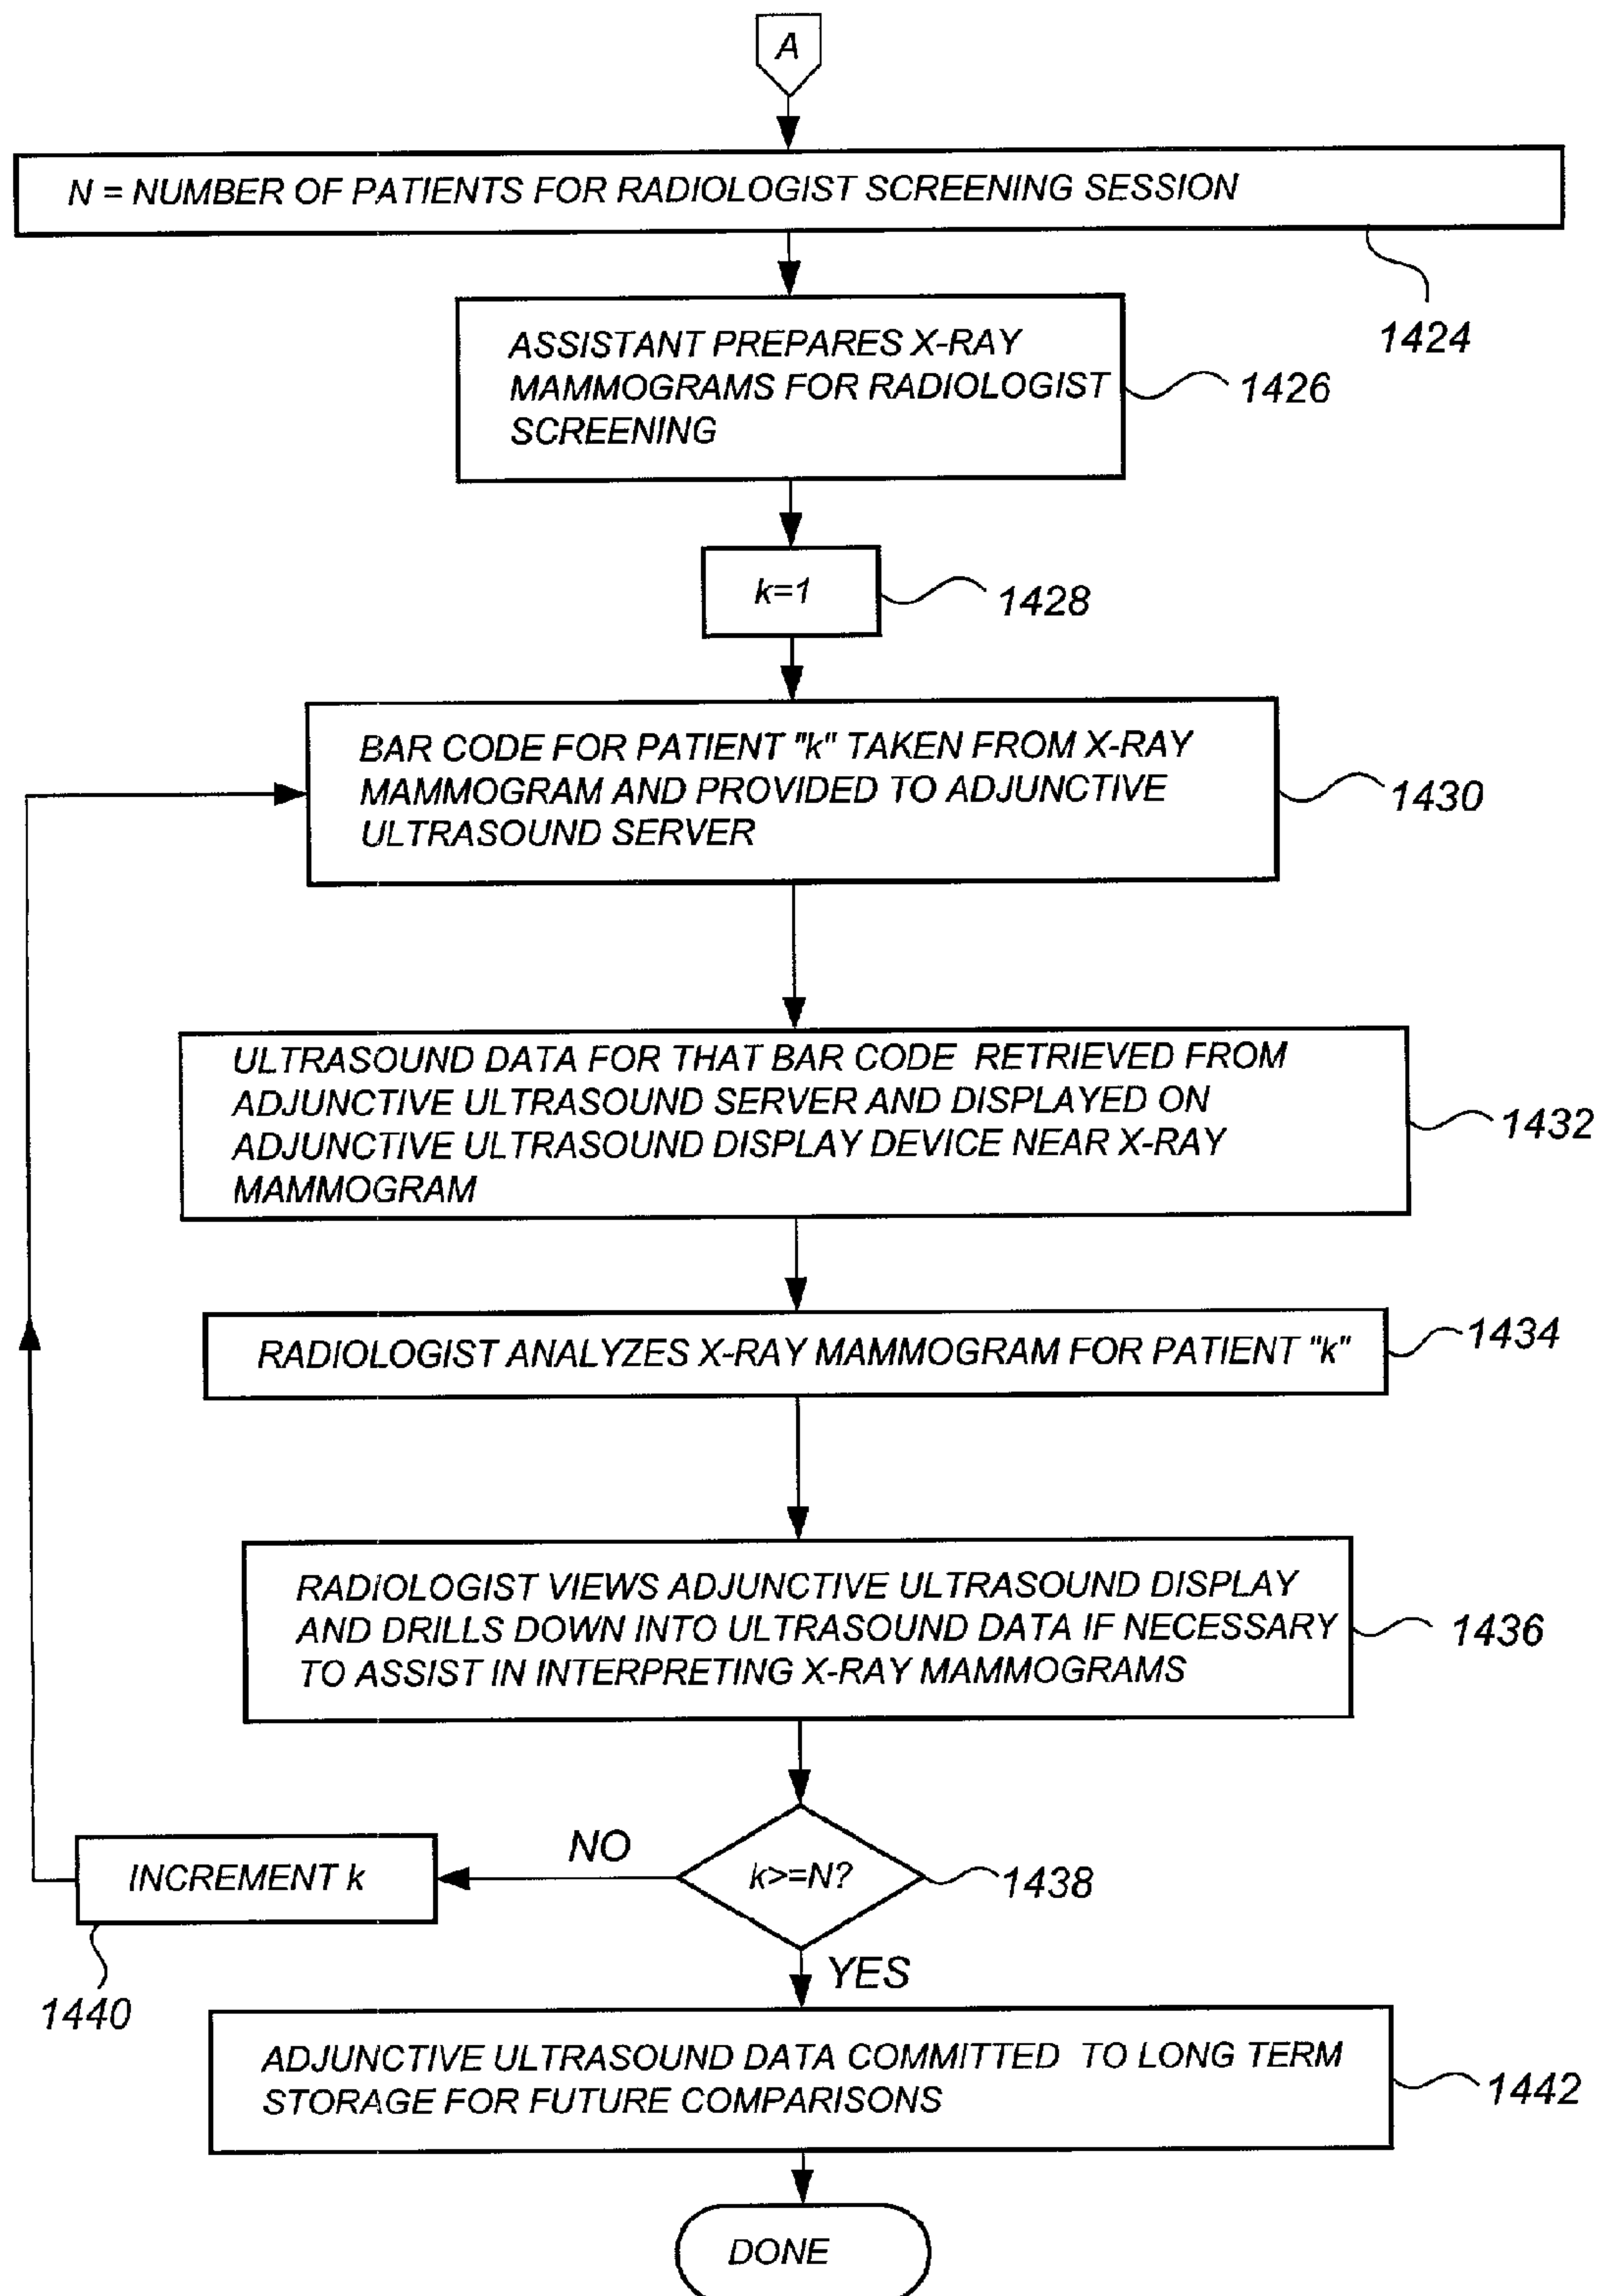 A
N = NUMBER OF PATIENTS FOR RADIOLOGIST SCREENING SESSION
1424
ASSISTANT PREPARES X-RAY
MAMMOGRAMS FOR RADIOLOGIST
SCREENING
1426
k=1
1428
BAR CODE FOR PATIENT "k" TAKEN FROM X-RAY
MAMMOGRAM AND PROVIDED TO ADJUNCTIVE
ULTRASOUND SERVER
1430
ULTRASOUND DATA FOR THAT BAR CODE RETRIEVED FROM
ADJUNCTIVE ULTRASOUND SERVER AND DISPLAYED ON
ADJUNCTIVE ULTRASOUND DISPLAY DEVICE NEAR X-RAY
MAMMOGRAM
1432
RADIOLOGIST ANALYZES X-RAY MAMMOGRAM FOR PATIENT "k"
1434
RADIOLOGIST VIEWS ADJUNCTIVE ULTRASOUND DISPLAY
AND DRILLS DOWN INTO ULTRASOUND DATA IF NECESSARY
TO ASSIST IN INTERPRETING X-RAY MAMMOGRAMS
1436
k>=N?
1438
NO
INCREMENT k
1440
YES
ADJUNCTIVE ULTRASOUND DATA COMMITTED TO LONG TERM
STORAGE FOR FUTURE COMPARISONS
1442
DONE